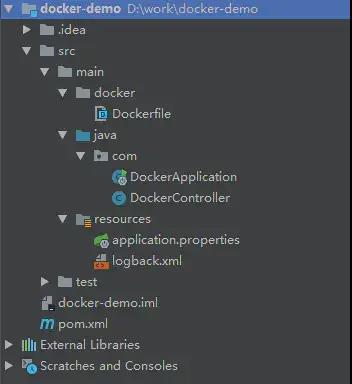 docker-demo D:\work\docker-demo
.idea
src
main
docker
Dockerfile
java
com
DockerApplication
DockerController
resources
application.properties
logback.xml
test
docker-demo.iml
pom.xml
External Libraries
Scratches and Consoles